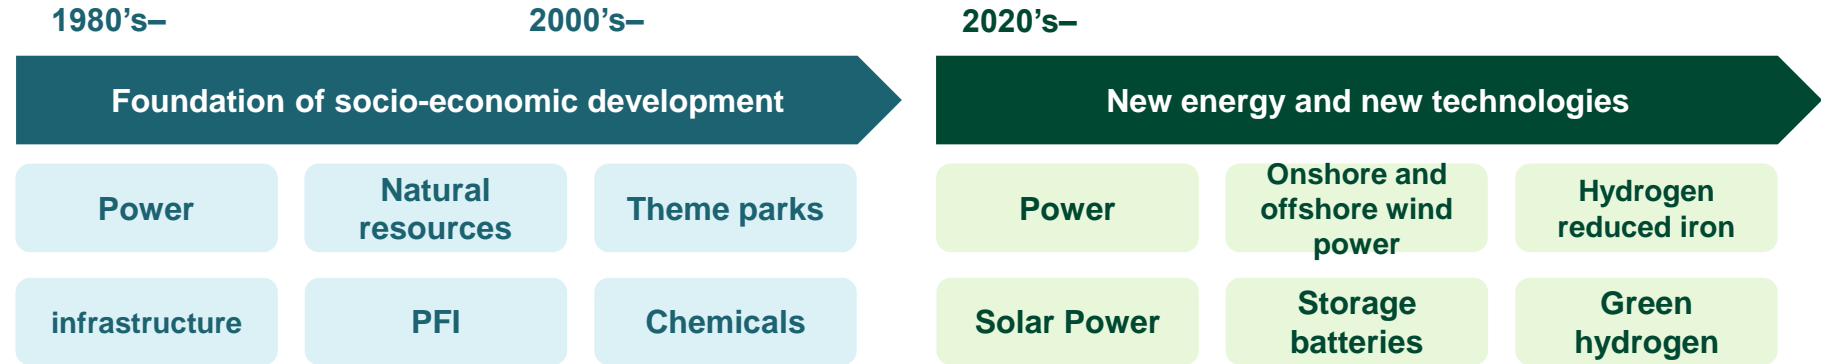 1980’s–
2000’s–
2020’s–
Foundation of socio-economic development
New energy and new technologies
Power
Natural
resources
Theme parks
Power
Onshore and
offshore wind
power
Hydrogen
reduced iron
infrastructure
PFI
Chemicals
Solar Power
Storage
batteries
Green
hydrogen